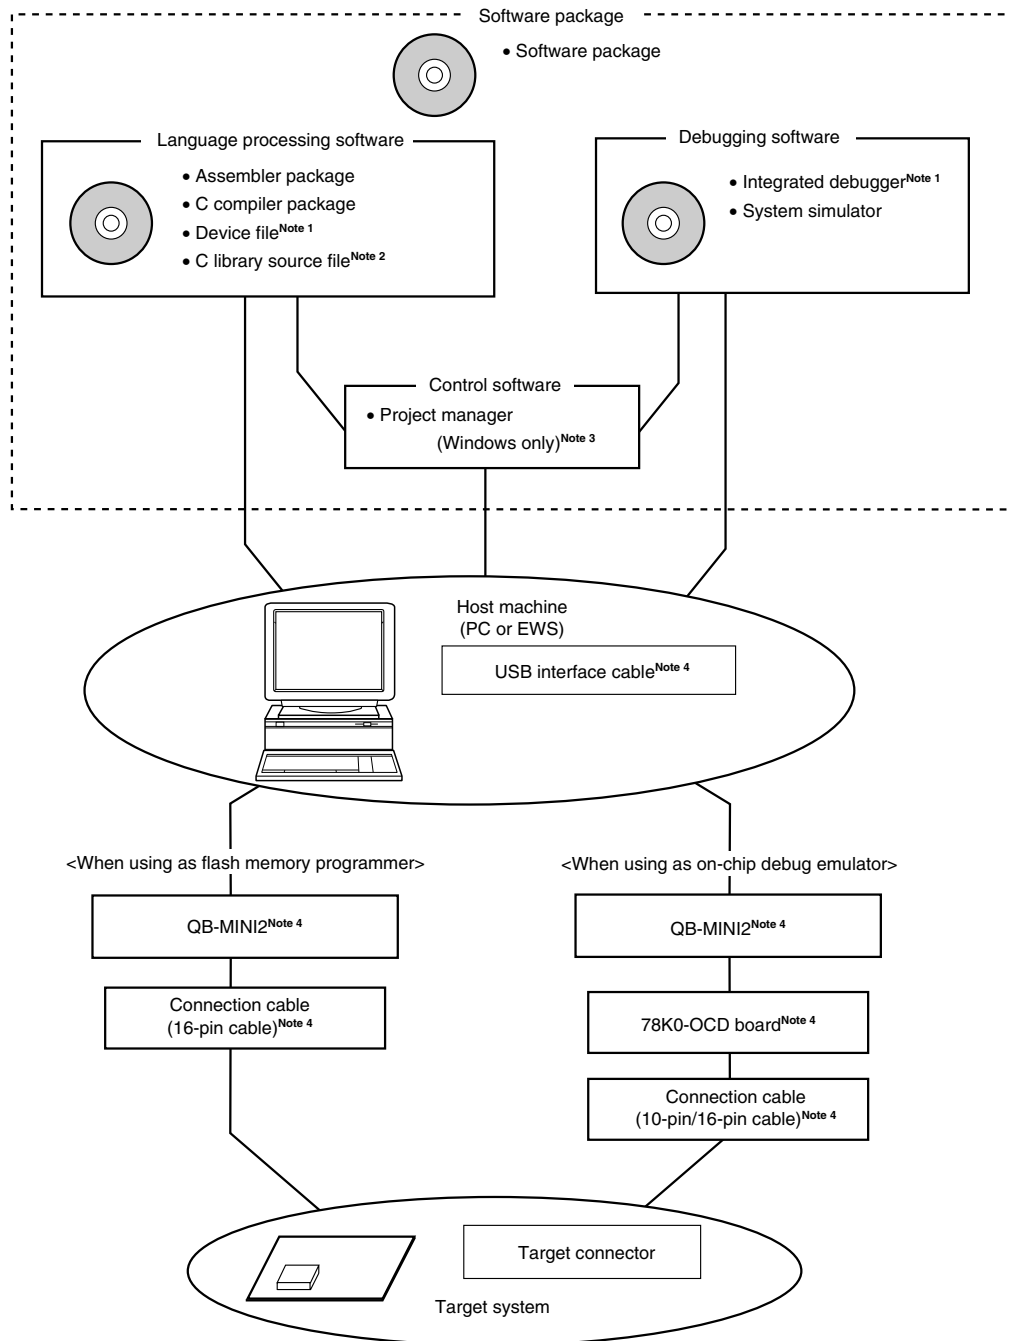 Software package
• Software package
Language processing software
• Assembler package
• C compiler package
• Device fileNote 1
• C library source fileNote 2
Debugging software
• Integrated debuggerNote 1
• System simulator
Control software
• Project manager
(Windows only)Note 3
Host machine
(PC or EWS)
USB interface cableNote 4
<When using as flash memory programmer>
QB-MINI2Note 4
Connection cable
(16-pin cable)Note 4
<When using as on-chip debug emulator>
QB-MINI2Note 4
78K0-OCD boardNote 4
Connection cable
(10-pin/16-pin cable)Note 4
Target connector
Target system